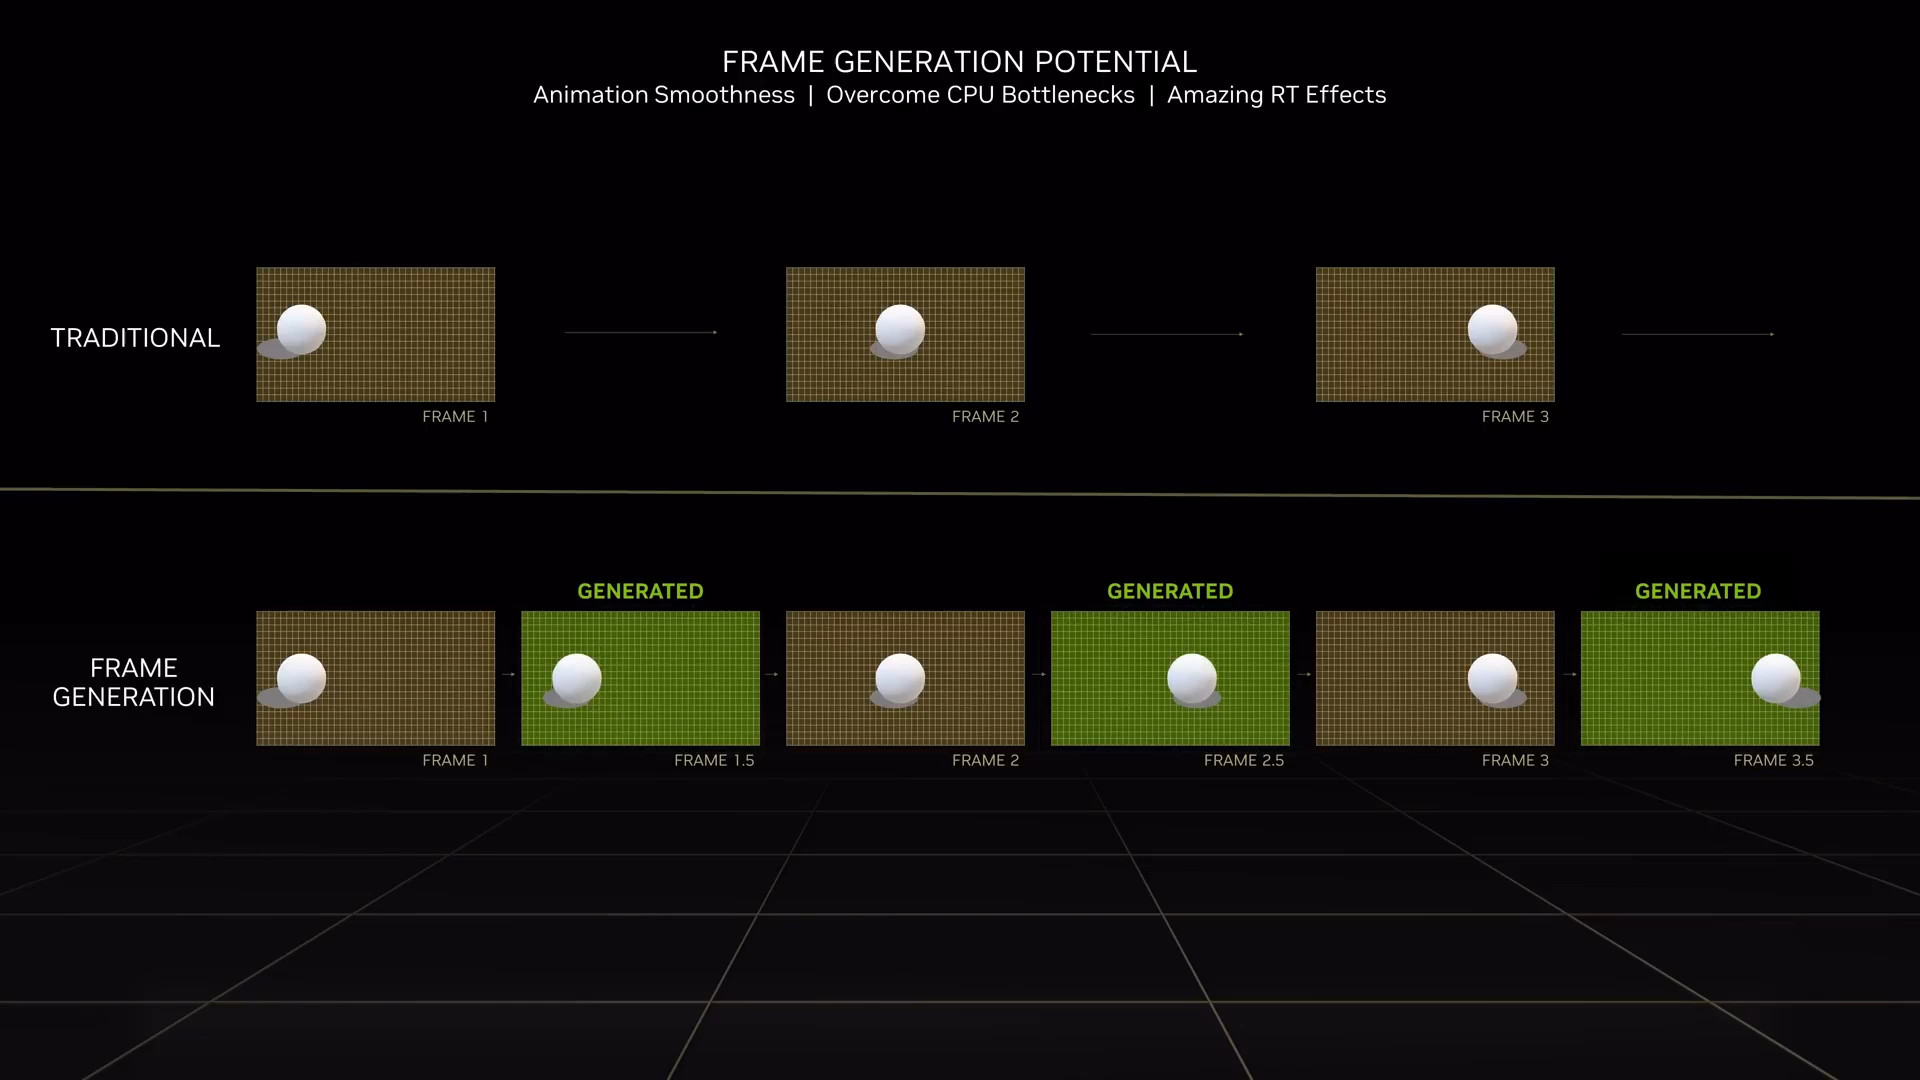 FRAME GENERATION POTENTIAL
Animation Smoothness | Overcome CPU Bottlenecks | Amazing RT Effects
TRADITIONAL
FRAME 1
FRAME 2
FRAME 3
GENERATED
GENERATED
GENERATED
FRAME
GENERATION
FRAME 1
FRAME 1.5
FRAME 2
FRAME 2.5
FRAME 3
FRAME 3.5